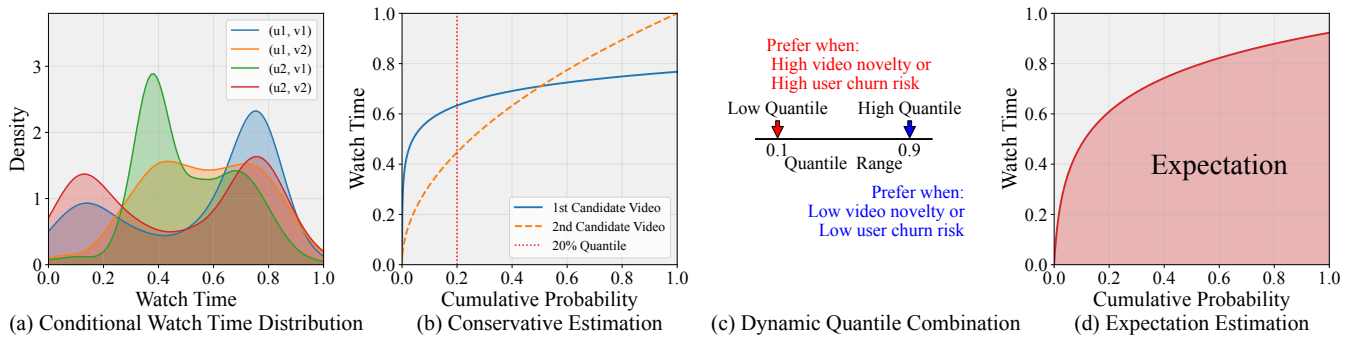 Density
3
2
1
0
0.0 0.2 0.4 0.6 0.8 1.0
Watch Time
(u1, v1)
(u1, v2)
(u2, v1)
(u2, v2)
(a) Conditional Watch Time Distribution
Watch Time
1.0
0.8
0.6
0.4
0.2
0.0
0.0 0.2 0.4 0.6 0.8 1.0
Cumulative Probability
1st Candidate Video
2nd Candidate Video
20% Quantile
(b) Conservative Estimation
Prefer when:
High video novelty or
High user churn risk
Low Quantile High Quantile
0.1 0.9
Quantile Range
Prefer when:
Low video novelty or
Low user churn risk
(c) Dynamic Quantile Combination
Watch Time
1.0
0.8
0.6
0.4
0.2
0.0
Expectation
0.0 0.2 0.4 0.6 0.8 1.0
Cumulative Probability
(d) Expectation Estimation